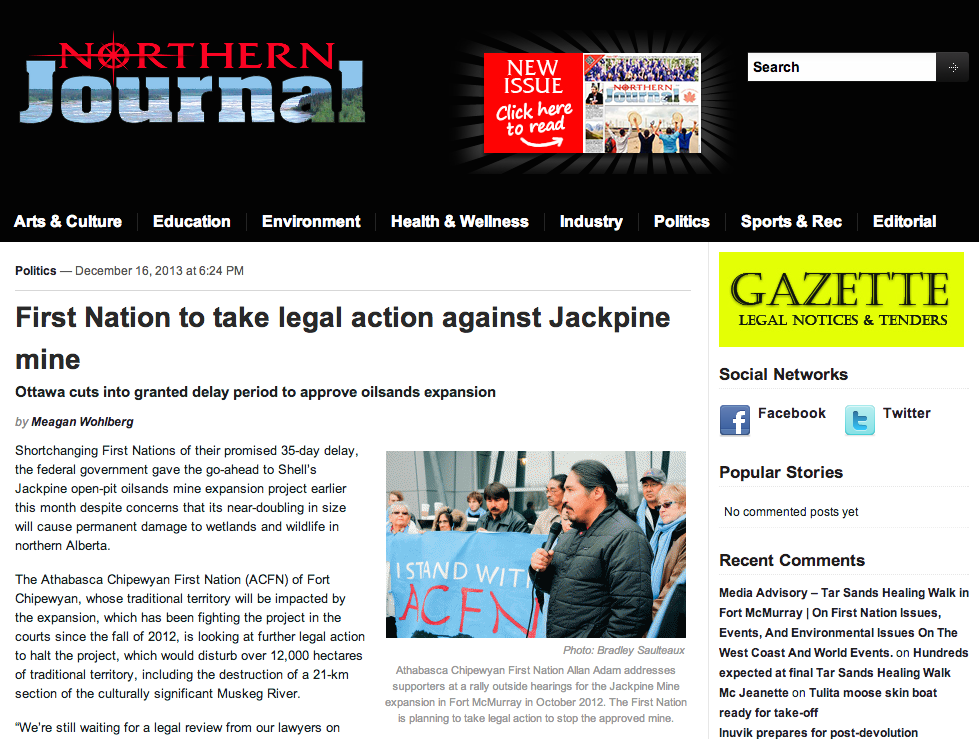 NORTHERN
Journal
NEW
ISSUE
Click here
to read
NORTHERN
Journal
Search
Arts & Culture
Education
Environment
Health & Wellness
Industry
Politics
Sports & Rec
Editorial
Politics — December 16, 2013 at 6:24 PM
First Nation to take legal action against Jackpine
mine
Ottawa cuts into granted delay period to approve oilsands expansion
by Meagan Wohlberg
Shortchanging First Nations of their promised 35-day delay,
the federal government gave the go-ahead to Shell's
Jackpine open-pit oilsands mine expansion project earlier
this month despite concerns that its near-doubling in size
will cause permanent damage to wetlands and wildlife in
northern Alberta.
The Athabasca Chipewyan First Nation (ACFN) of Fort
Chipewyan, whose traditional territory will be impacted by
the expansion, which has been fighting the project in the
courts since the fall of 2012, is looking at further legal action
to halt the project, which would disturb over 12,000 hectares
of traditional territory, including the destruction of a 21-km
section of the culturally significant Muskeg River.
“We're still waiting for a legal review from our lawyers on
I STAND WITH
ACFN
Photo: Bradley Saulteaux
Athabasca Chipewyan First Nation Allan Adam addresses
supporters at a rally outside hearings for the Jackpine Mine
expansion in Fort McMurray in October 2012. The First Nation
is planning to take legal action to stop the approved mine.
GAZETTE
LEGAL NOTICES & TENDERS
Social Networks
Facebook
Twitter
Popular Stories
No commented posts yet
Recent Comments
Media Advisory – Tar Sands Healing Walk in
Fort McMurray | On First Nation Issues,
Events, And Environmental Issues On The
West Coast And World Events. on Hundreds
expected at final Tar Sands Healing Walk
Mc Jeanette on Tulita moose skin boat
ready for take-off
Inuvik prepares for post-devolution